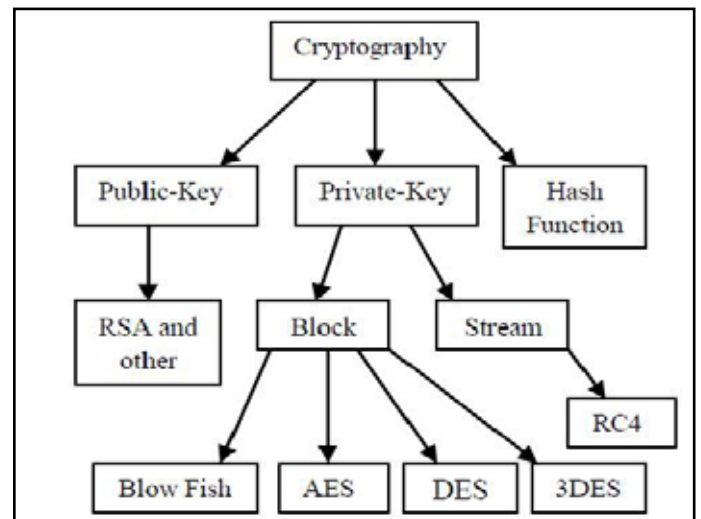 Cryptography
Public-Key
Private-Key
Hash
Function
RSA and
other
Block
Stream
RC4
Blow Fish
AES
DES
3DES